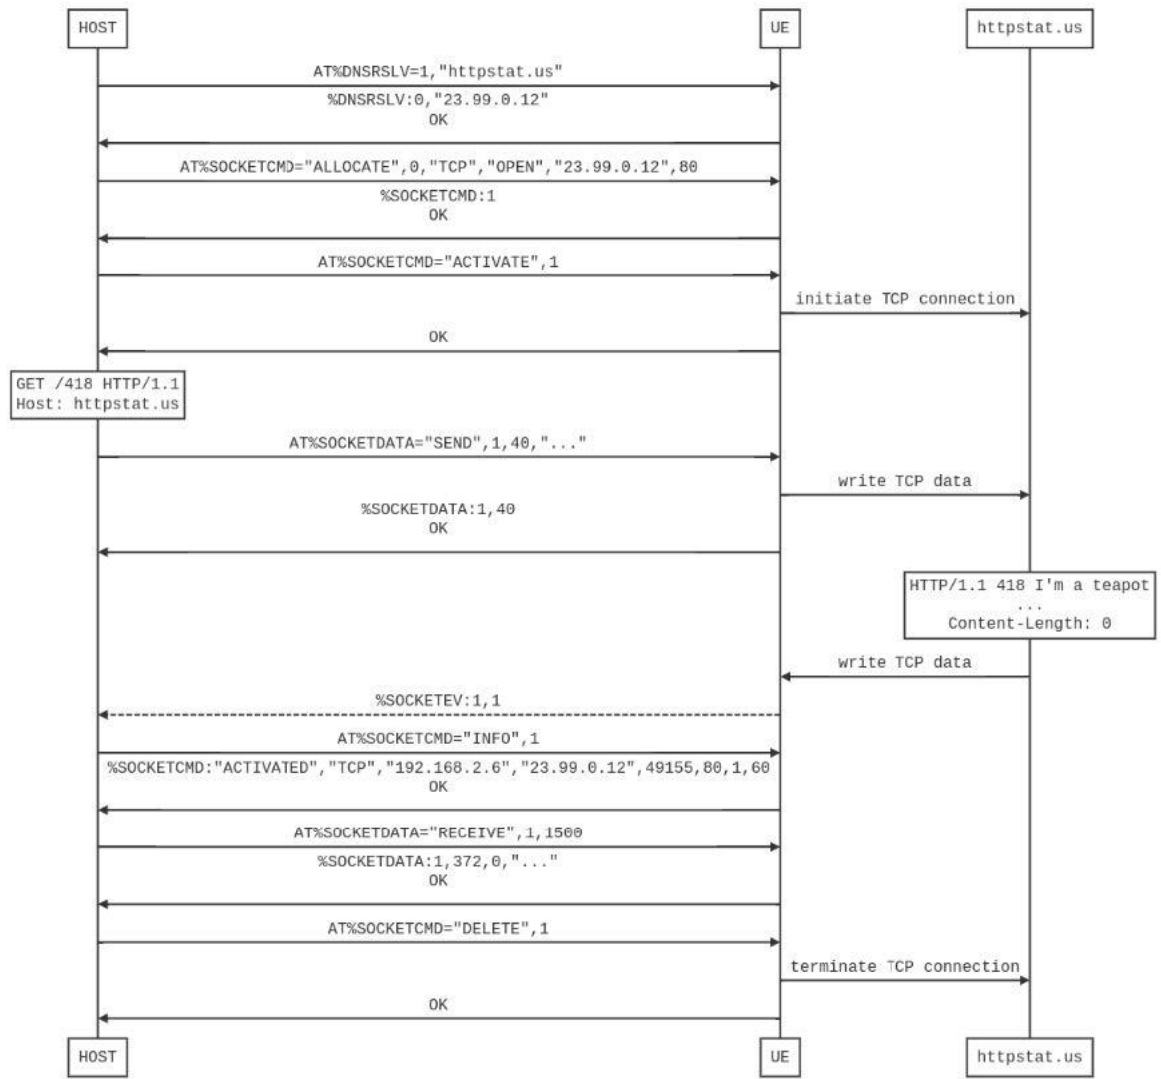 HOST
UE
httpstat.us
AT%DNSRSLV=1,"httpstat.us"
%DNSRSLV:0,"23.99.0.12"
OK
AT%SOCKETCMD="ALLOCATE",0,"TCP","OPEN","23.99.0.12",80
%SOCKETCMD:1
OK
AT%SOCKETCMD="ACTIVATE",1
initiate TCP connection
OK
GET /418 HTTP/1.1
Host: httpstat.us
AT%SOCKETDATA="SEND",1,40,"..."
write TCP data
%SOCKETDATA:1,40
OK
HTTP/1.1 418 I'm a teapot
...
Content-Length: 0
write TCP data
%SOCKETEV:1,1
AT%SOCKETCMD="INFO",1
%SOCKETCMD:"ACTIVATED","TCP","192.168.2.6","23.99.0.12",49155,80,1,60
OK
AT%SOCKETDATA="RECEIVE",1,1500
%SOCKETDATA:1,372,0,"..."
OK
AT%SOCKETCMD="DELETE",1
terminate TCP connection
OK
HOST
UE
httpstat.us